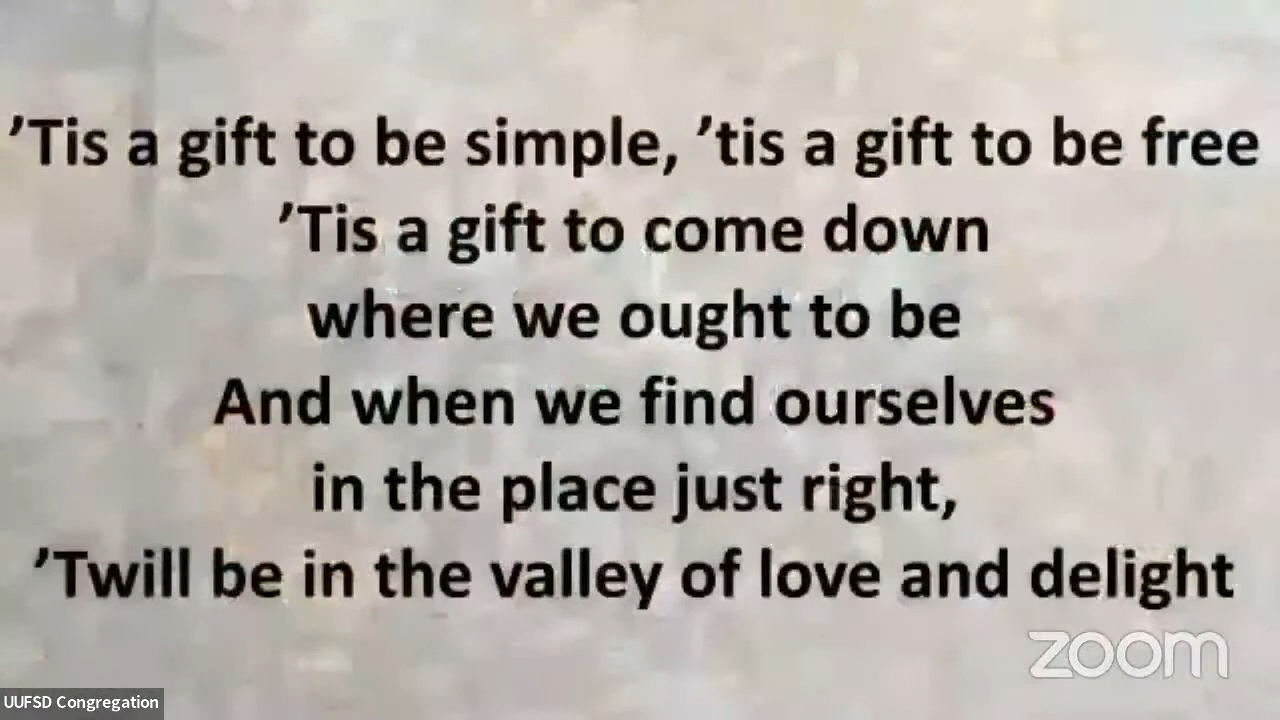 ’Tis a gift to be simple, ’tis a gift to be free
’Tis a gift to come down
where we ought to be
And when we find ourselves
in the place just right,
’Twill be in the valley of love and delight
zoom
UUFSD Congregation